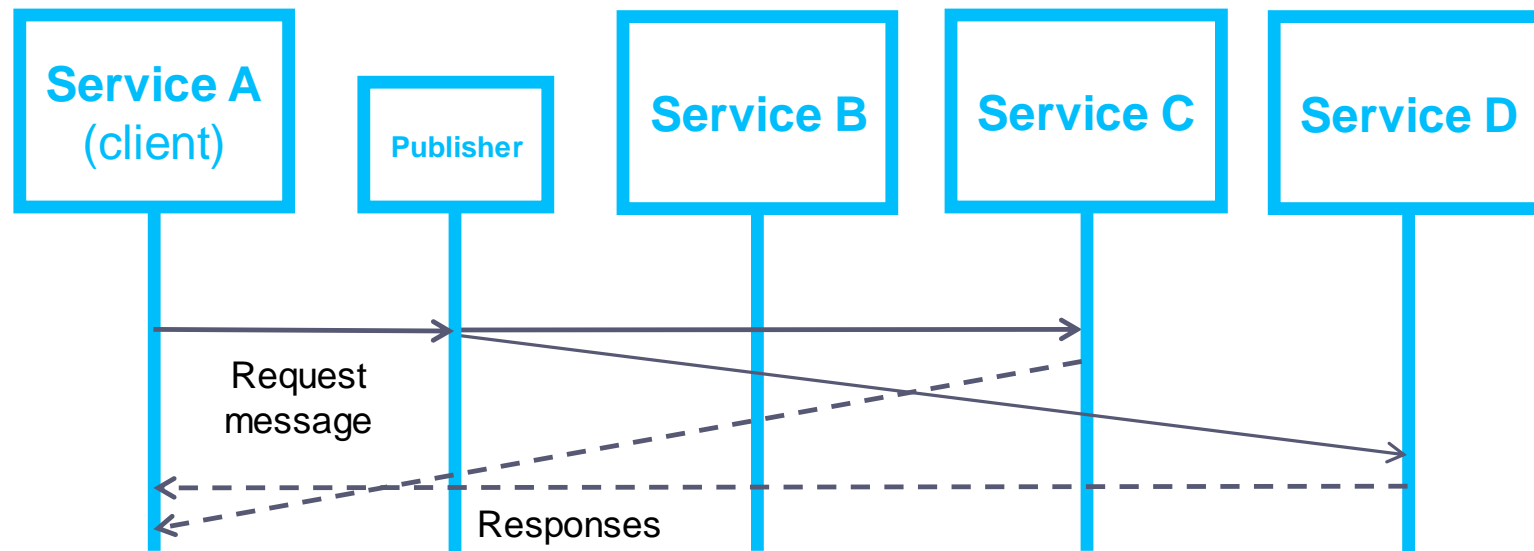 Service A
(client)
Publisher
Service B
Service C
Service D
Request
message
Responses